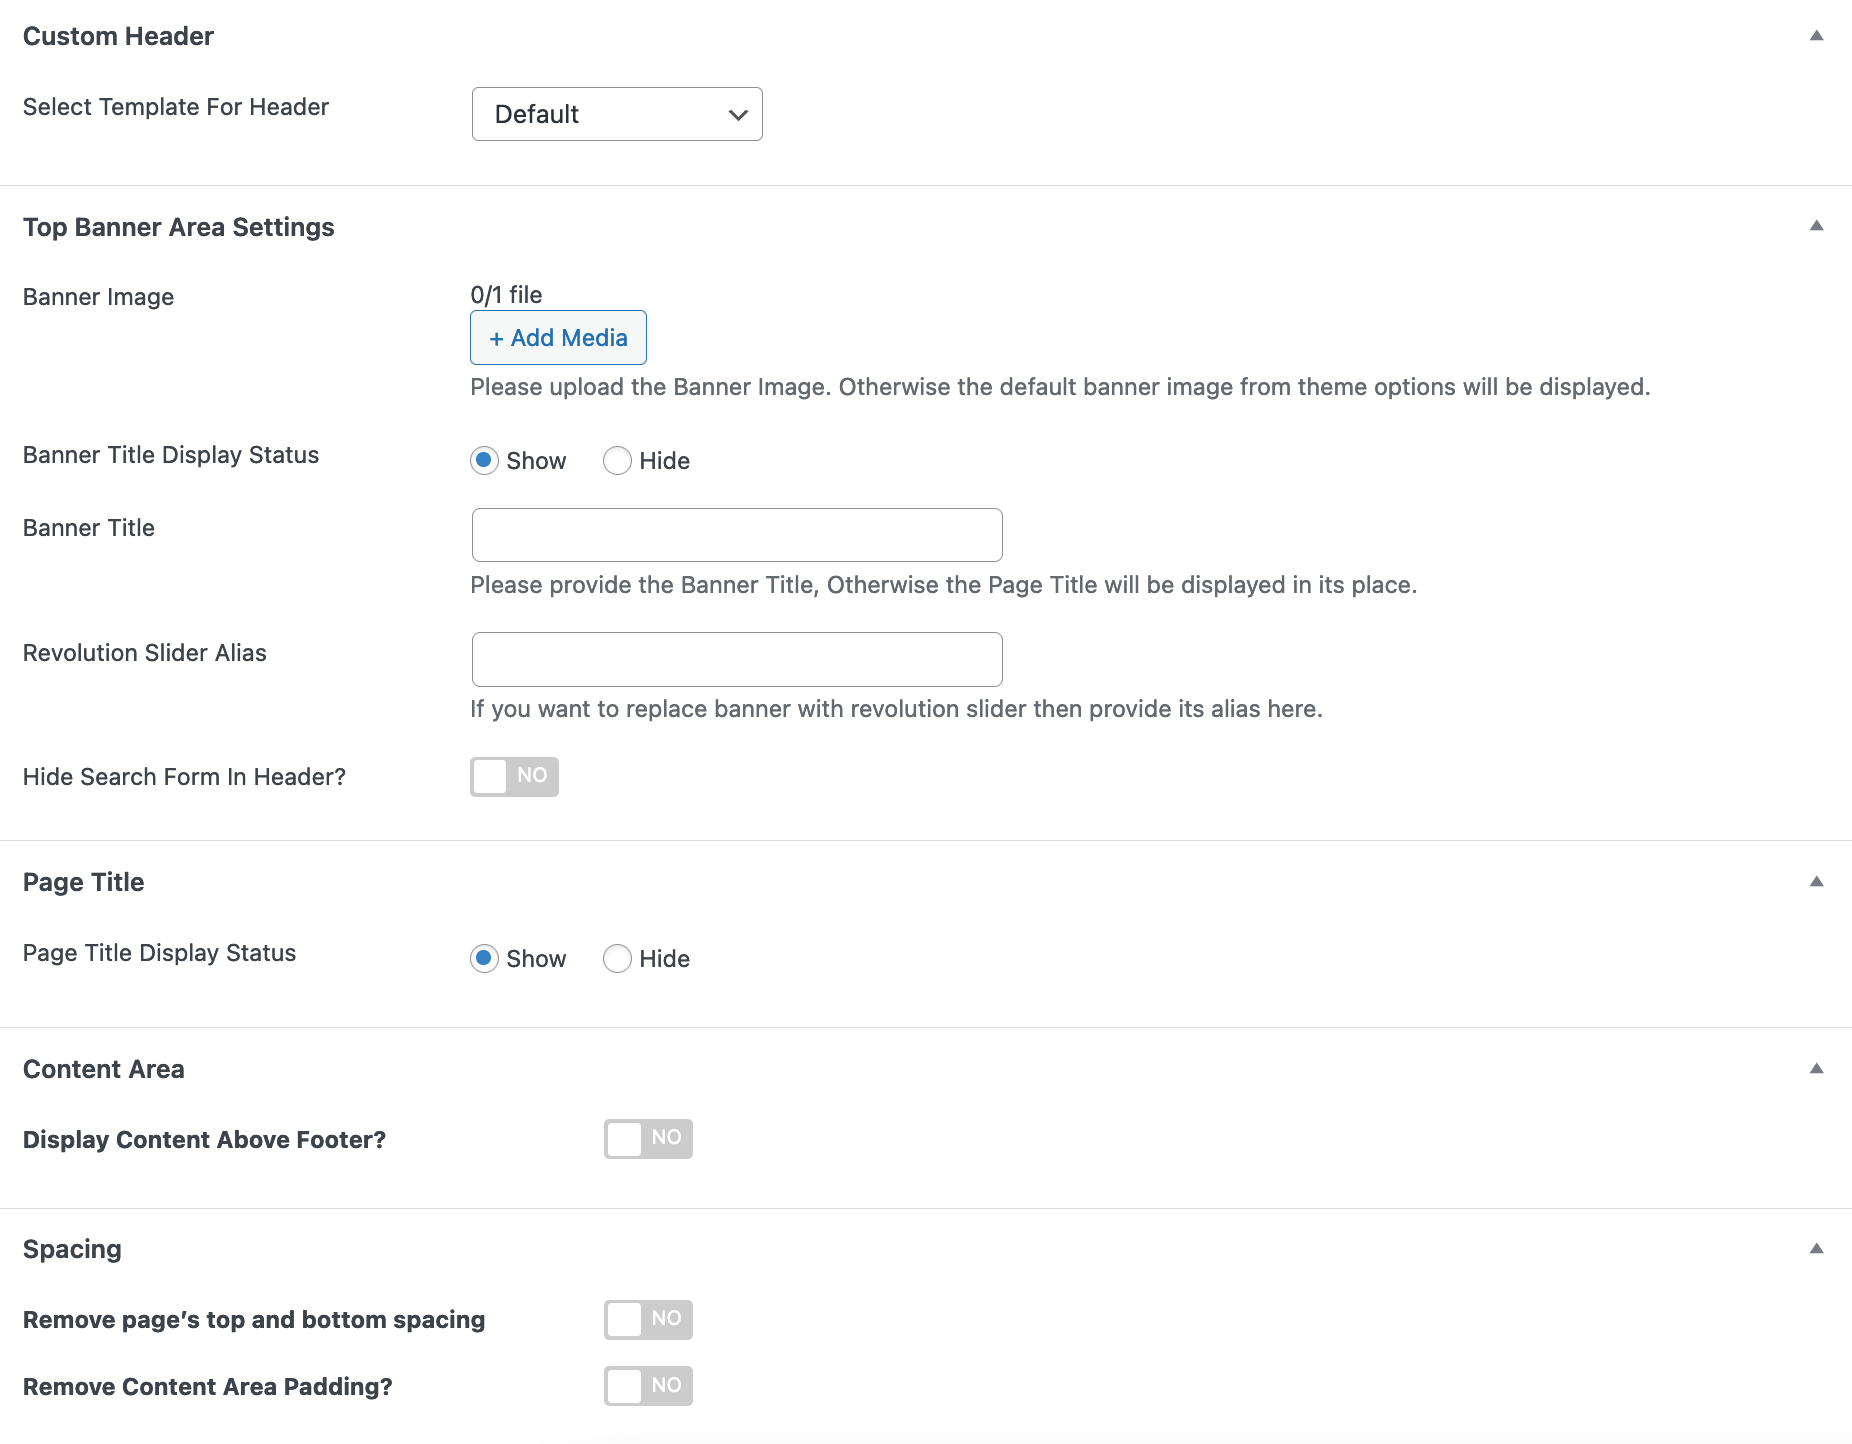 Custom Header
Select Template For Header
Default
Top Banner Area Settings
Banner Image
0/1 file
+ Add Media
Please upload the Banner Image. Otherwise the default banner image from theme options will be displayed.
Banner Title Display Status
Show Hide
Banner Title
Please provide the Banner Title, Otherwise the Page Title will be displayed in its place.
Revolution Slider Alias
If you want to replace banner with revolution slider then provide its alias here.
Hide Search Form In Header?
NO
Page Title
Page Title Display Status
Show Hide
Content Area
Display Content Above Footer?
NO
Spacing
Remove page’s top and bottom spacing
NO
Remove Content Area Padding?
NO